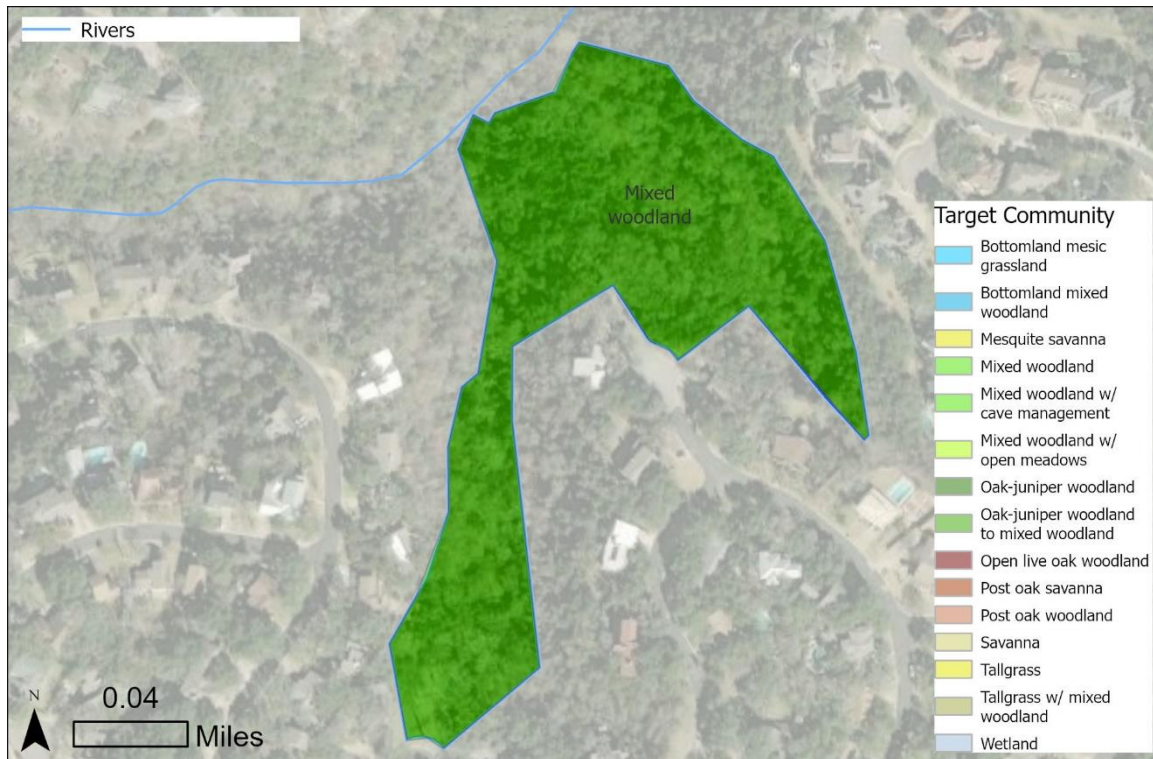 Rivers
Mixed
woodland
Target Community
Bottomland mesic
grassland
Bottomland mixed
woodland
Mesquite savanna
Mixed woodland
Mixed woodland w/
cave management
Mixed woodland w/
open meadows
Oak-juniper woodland
Oak-juniper woodland
to mixed woodland
Open live oak woodland
Post oak savanna
Post oak woodland
Savanna
Tallgrass
Tallgrass w/ mixed
woodland
Wetland
N
0.04
Miles